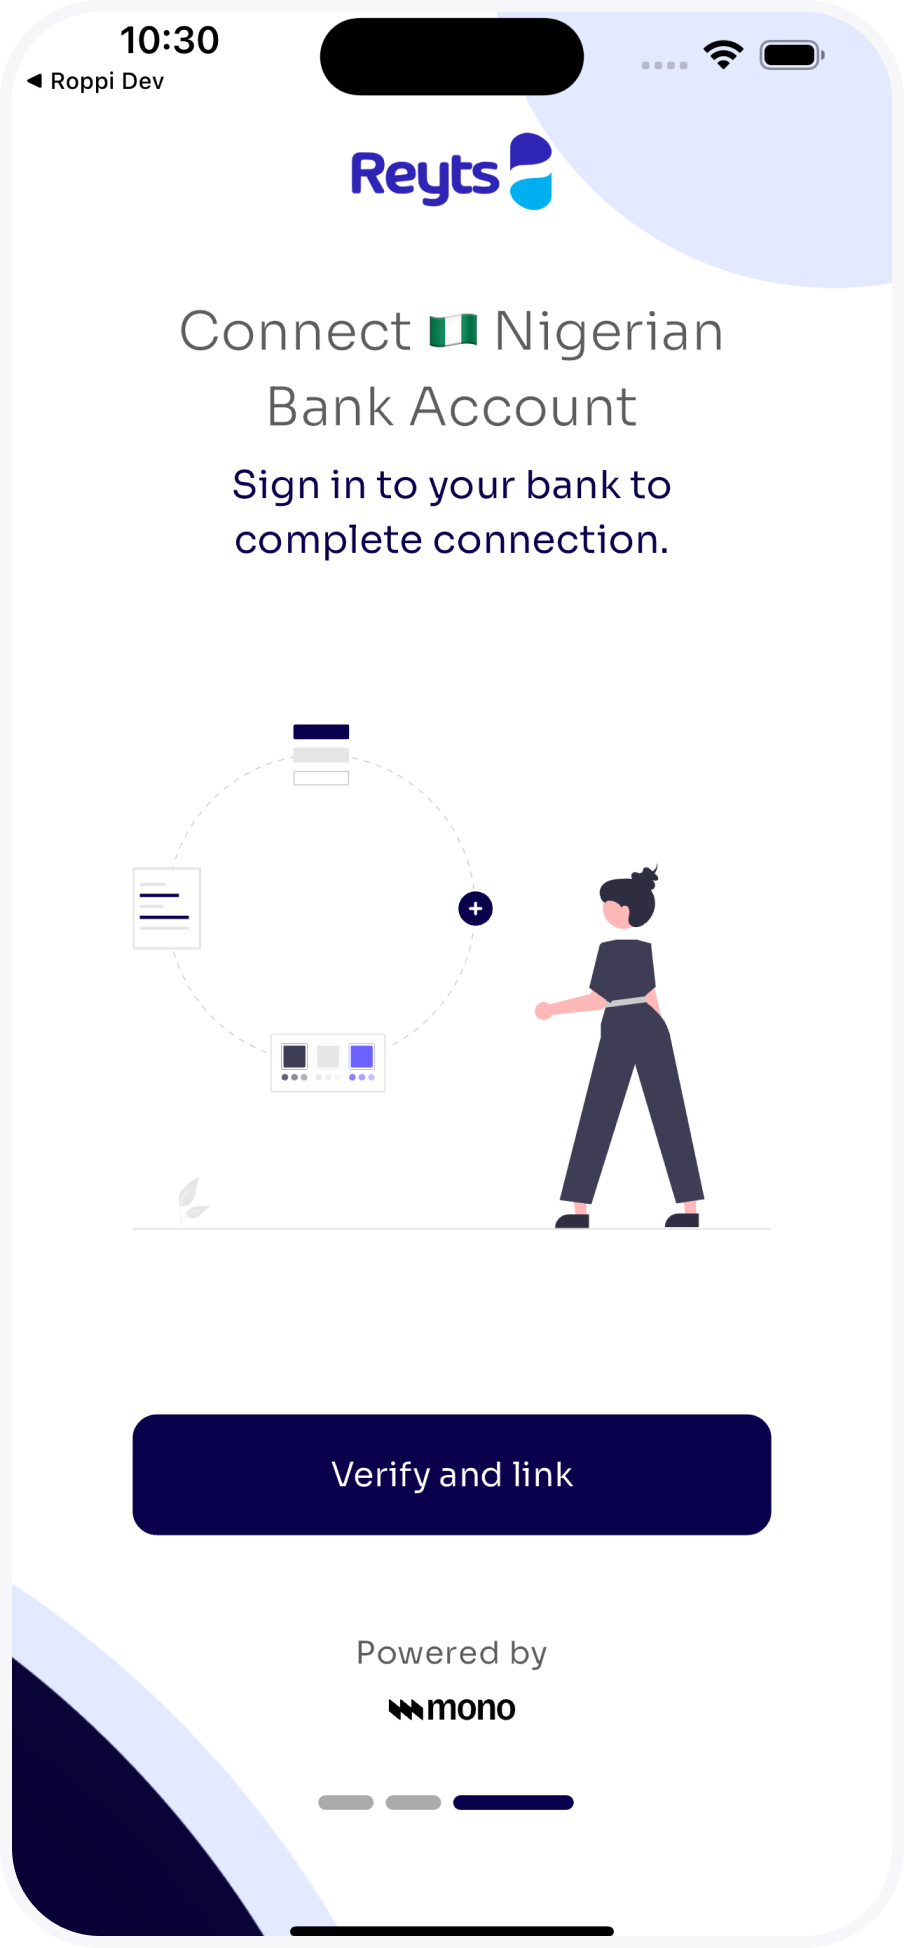 10:30
◀ Roppi Dev
Reyts
Connect 🇳🇬 Nigerian
Bank Account
Sign in to your bank to
complete connection.
Verify and link
Powered by
mono